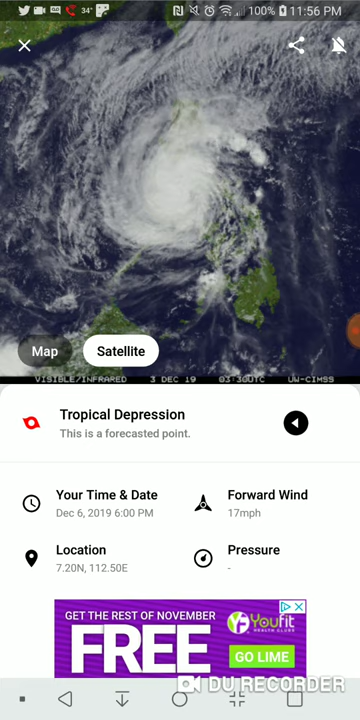 34° 100% 11:56 PM
Map
Satellite
VISIBLE/INFRARED 3 DEC 19 03:30UTC UW-CIMSS
Tropical Depression
This is a forecasted point.
Your Time & Date
Dec 6, 2019 6:00 PM
Forward Wind
17mph
Location
7.20N, 112.50E
Pressure
-
GET THE REST OF NOVEMBER
FREE
Youfit
HEALTH CLUBS
GO LIME
DU RECORDER